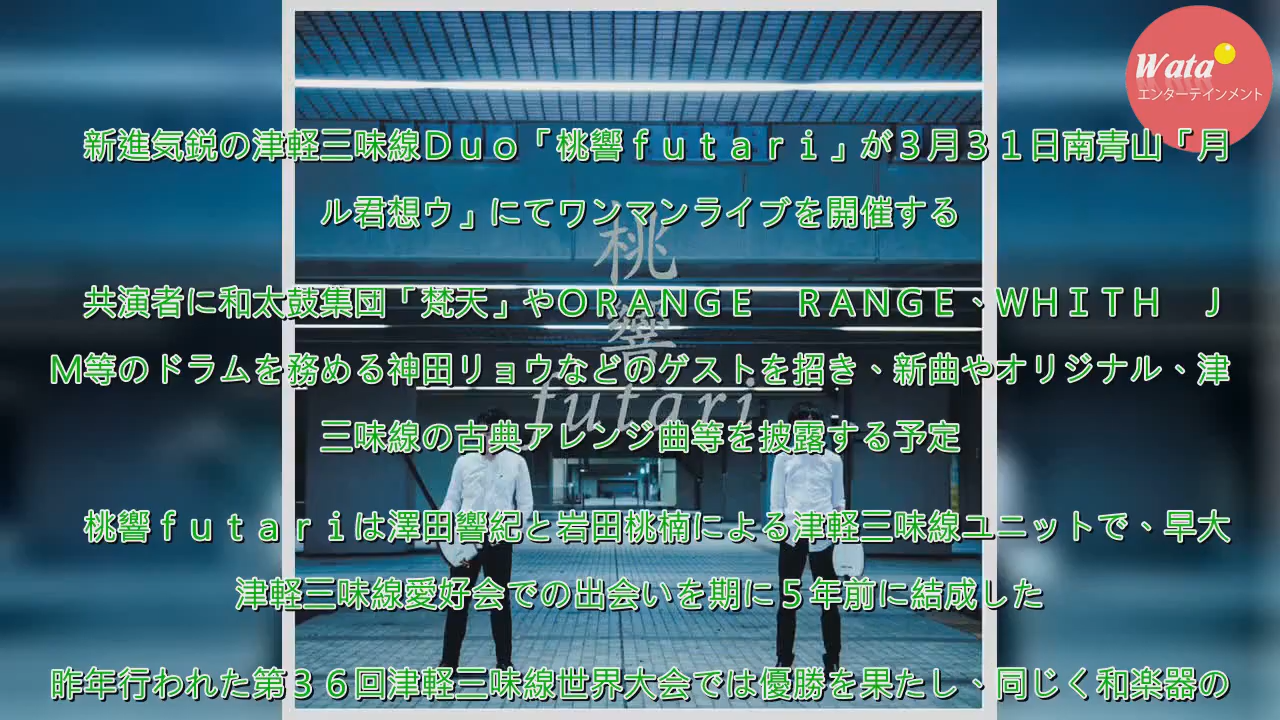 Wata
エンターテインメント
新進気鋭の津軽三味線Ｄｕｏ「桃響ｆｕｔａｒｉ」が３月３１日南青山「月
ル君想ウ」にてワンマンライブを開催する
共演者に和太鼓集団「梵天」やＯＲＡＮＧＥ　ＲＡＮＧＥ、ＷＨＩＴＨ　Ｊ
Ｍ等のドラムを務める神田リョウなどのゲストを招き、新曲やオリジナル、津
三味線の古典アレンジ曲等を披露する予定
桃響ｆｕｔａｒｉは澤田響紀と岩田桃楠による津軽三味線ユニットで、早大
津軽三味線愛好会での出会いを期に５年前に結成した
昨年行われた第３６回津軽三味線世界大会では優勝を果たし、同じく和楽器の
桃
響
futari